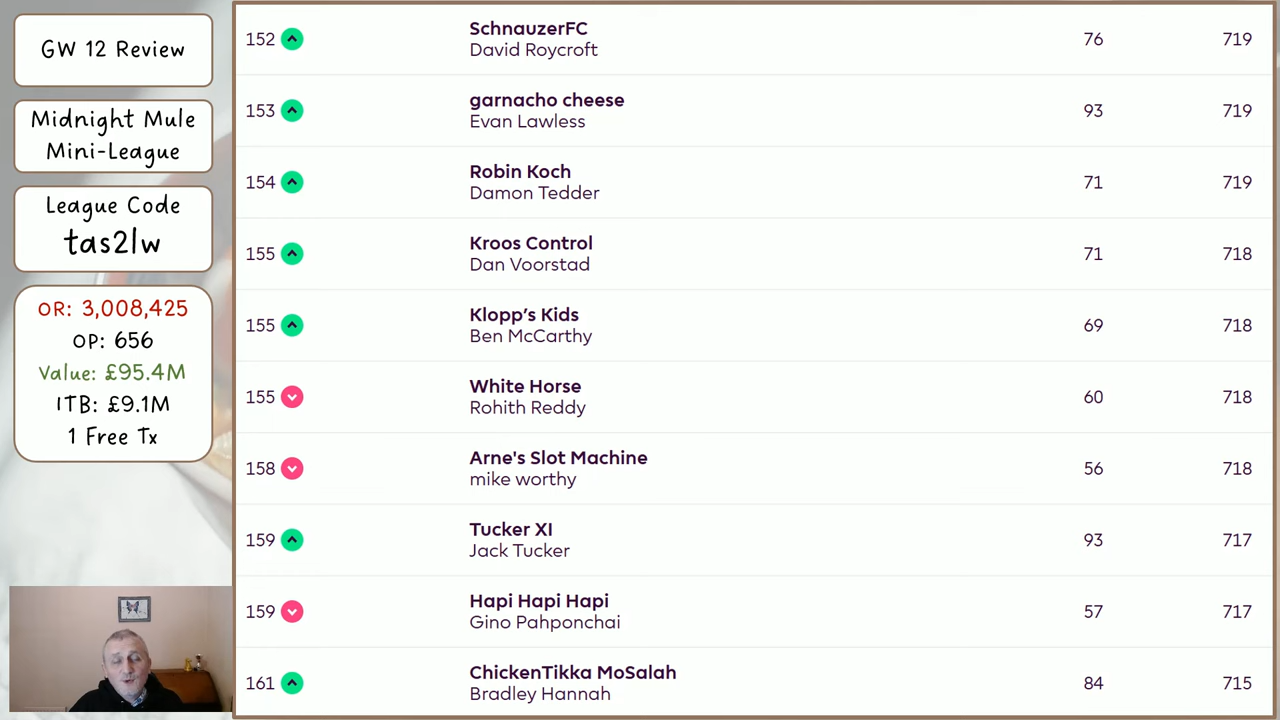 GW 12 Review
Midnight Mule
Mini-League
League Code
tas2lw
OR: 3,008,425
OP: 656
Value: £95.4M
ITB: £9.1M
1 Free Tx
152 SchnauzerFC 76 719
David Roycroft
153 garnacho cheese 93 719
Evan Lawless
154 Robin Koch 71 719
Damon Tedder
155 Kroos Control 71 718
Dan Voorstad
155 Klopp’s Kids 69 718
Ben McCarthy
155 White Horse 60 718
Rohith Reddy
158 Arne's Slot Machine 56 718
mike worthy
159 Tucker XI 93 717
Jack Tucker
159 Hapi Hapi Hapi 57 717
Gino Pahponchai
161 ChickenTikka MoSalah 84 715
Bradley Hannah